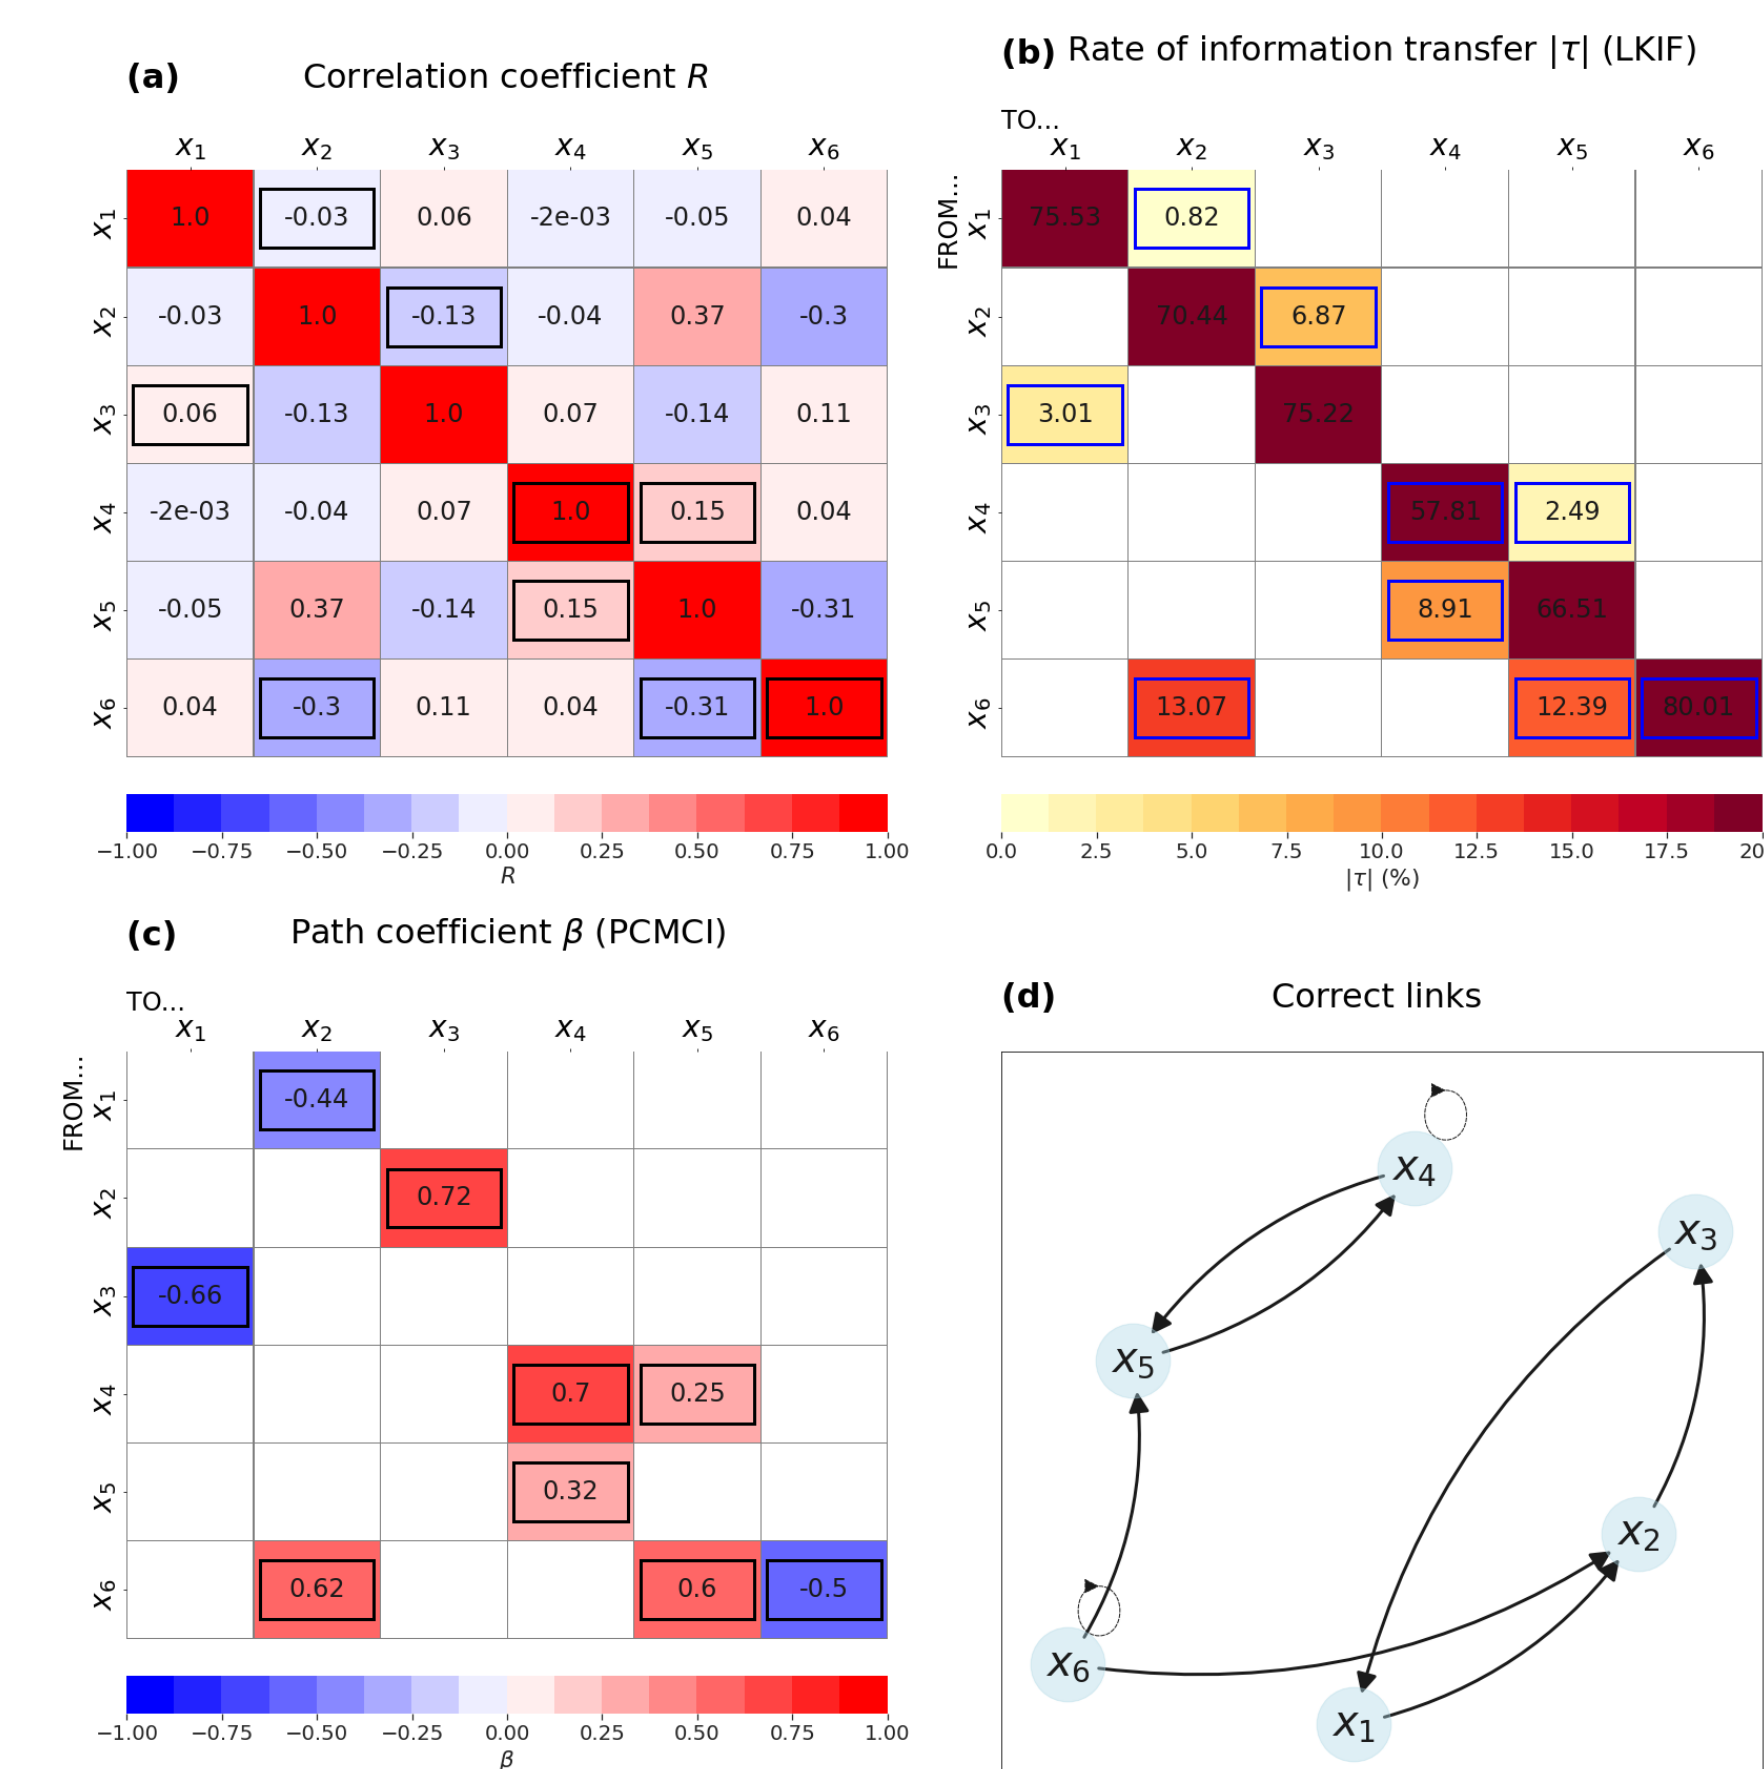 (a) Correlation coefficient R
x1 x2 x3 x4 x5 x6
x1 1.0 -0.03 0.06 -2e-03 -0.05 0.04
x2 -0.03 1.0 -0.13 -0.04 0.37 -0.3
x3 0.06 -0.13 1.0 0.07 -0.14 0.11
x4 -2e-03 -0.04 0.07 1.0 0.15 0.04
x5 -0.05 0.37 -0.14 0.15 1.0 -0.31
x6 0.04 -0.3 0.11 0.04 -0.31 1.0
−1.00 −0.75 −0.50 −0.25 0.00 0.25 0.50 0.75 1.00
R
(b) Rate of information transfer |τ| (LKIF)
TO...
x1 x2 x3 x4 x5 x6
FROM...
x1 75.53 0.82
x2 70.44 6.87
x3 3.01 75.22
x4 57.81 2.49
x5 8.91 66.51
x6 13.07 12.39 80.01
0.0 2.5 5.0 7.5 10.0 12.5 15.0 17.5 20
|τ| (%)
(c) Path coefficient β (PCMCI)
TO...
x1 x2 x3 x4 x5 x6
FROM...
x1 -0.44
x2 0.72
x3 -0.66
x4 0.7 0.25
x5 0.32
x6 0.62 0.6 -0.5
−1.00 −0.75 −0.50 −0.25 0.00 0.25 0.50 0.75 1.00
β
(d) Correct links
x4
x3
x5
x2
x6
x1